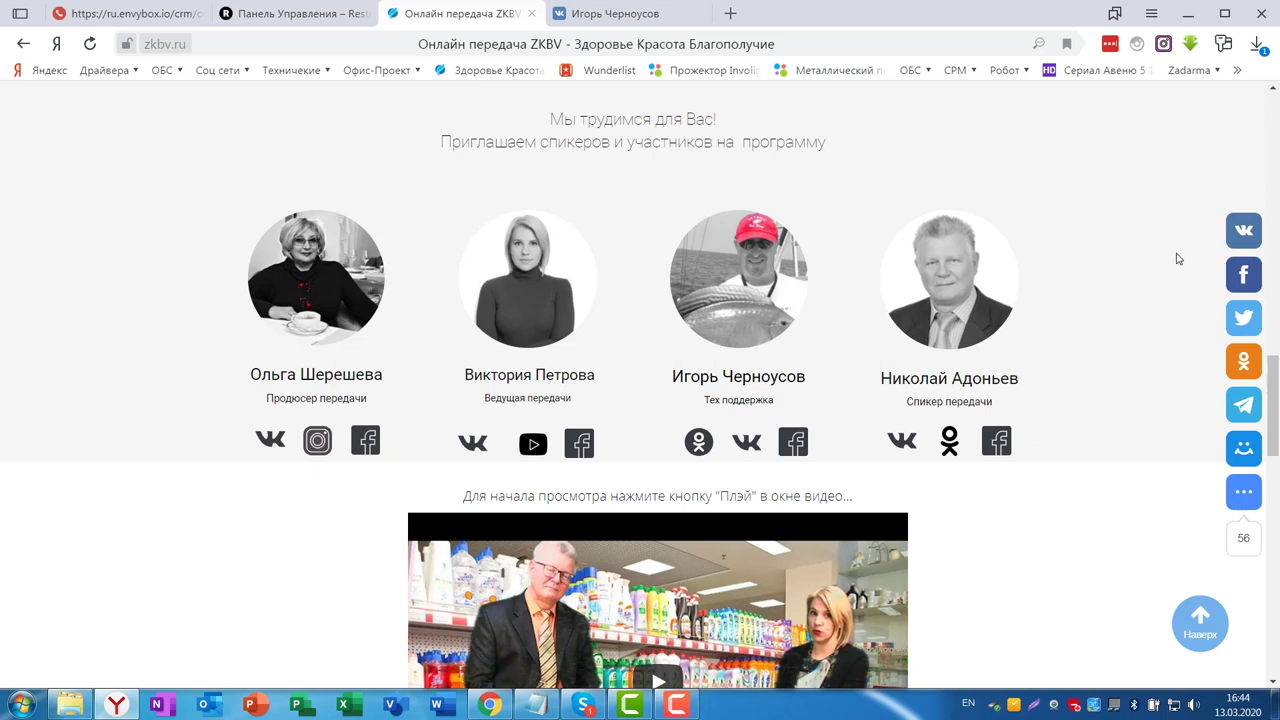 https://ru.envybox.io/crm/c
Панель Управления – Rest
Онлайн передача ZKBV
Игорь Черноусов
Я
zkbv.ru
Онлайн передача ZKBV - Здоровье Красота Благополучие
1
Я Яндекс
Драйвера
ОБС
Соц сети
Техничекие
Офис-Проект
Здоровье Красота
Wunderlist
Прожектор Involig
Металлический п
ОБС
СРМ
Робот
HD Сериал Авеню 5 1
Zadarma
Мы трудимся для Вас!
Приглашаем спикеров и участников на программу
Ольга Шерешева
Продюсер передачи
Виктория Петрова
Ведущая передачи
Игорь Черноусов
Тех поддержка
Николай Адоньев
Спикер передачи
56
Для начала просмотра нажмите кнопку "Плэй" в окне видео...
Наверх
EN
16:44
13.03.2020